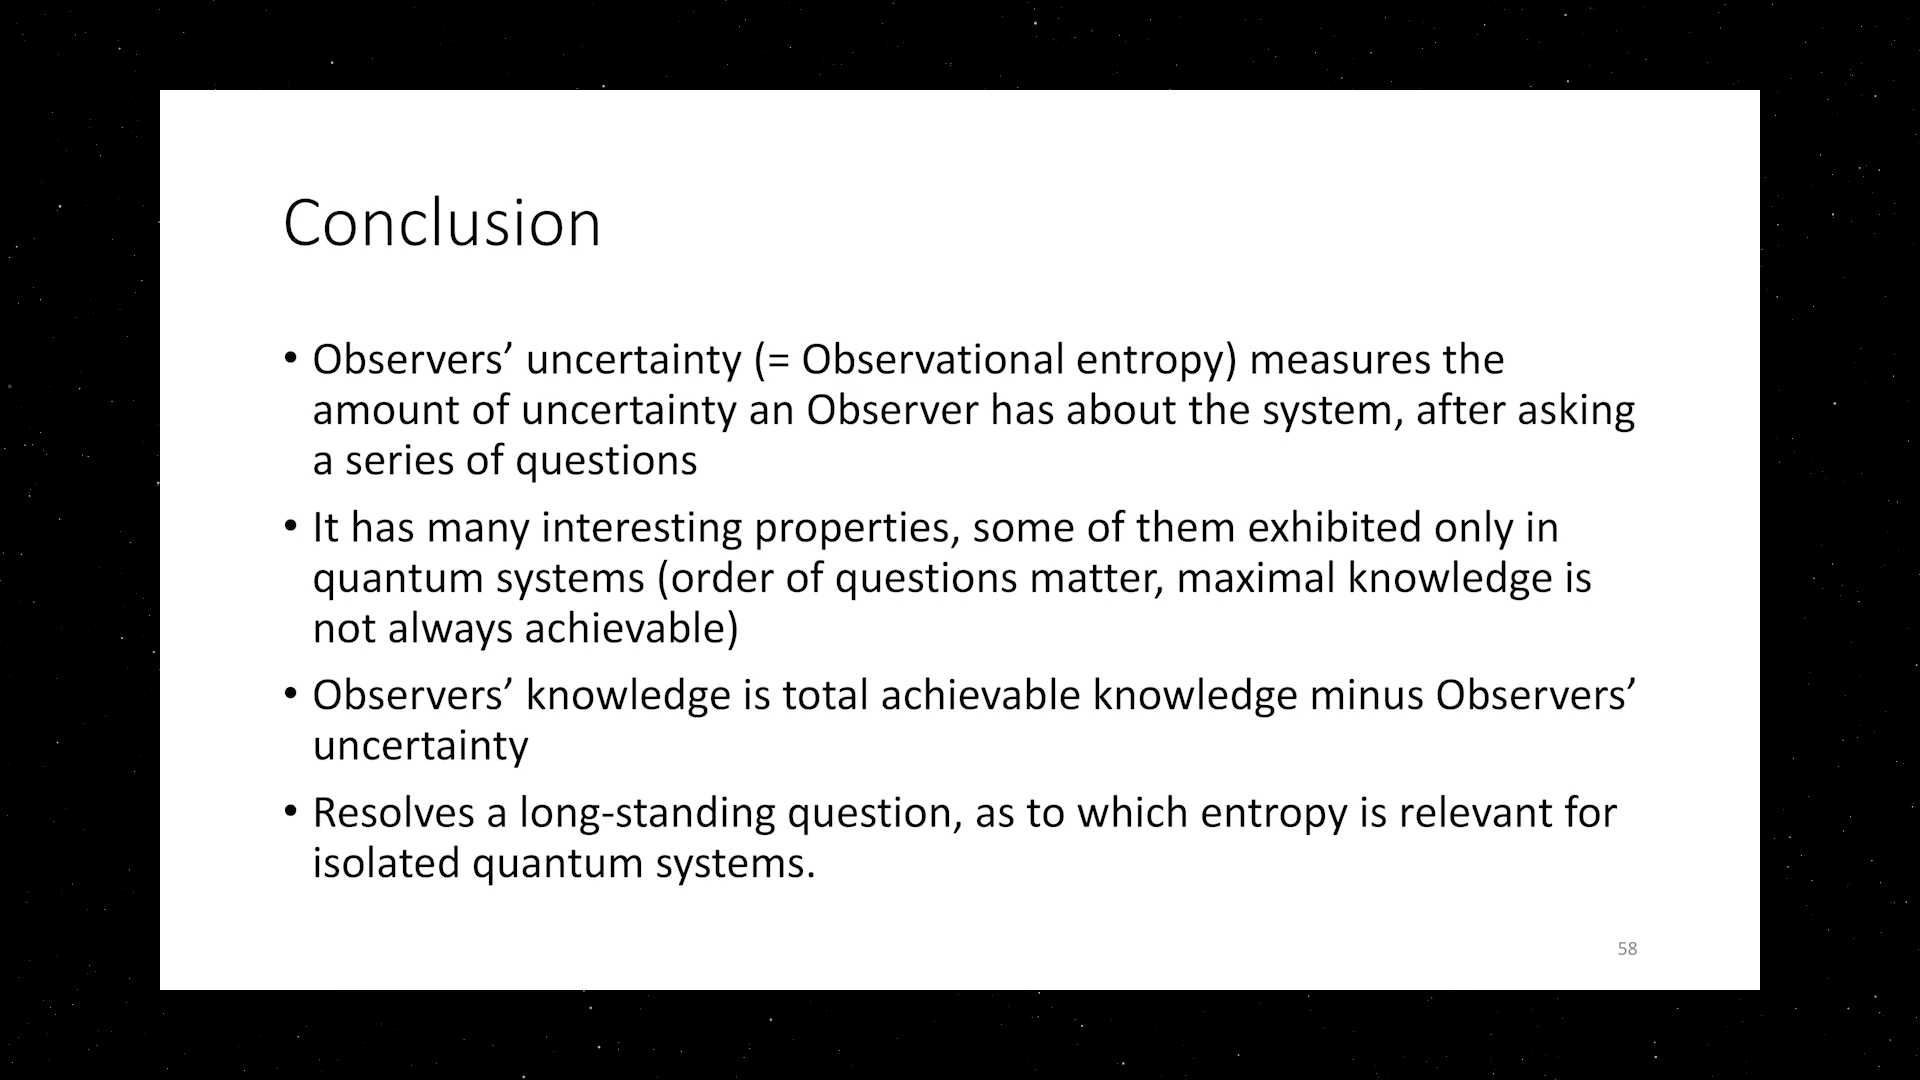 Conclusion
• Observers’ uncertainty (= Observational entropy) measures the
amount of uncertainty an Observer has about the system, after asking
a series of questions
• It has many interesting properties, some of them exhibited only in
quantum systems (order of questions matter, maximal knowledge is
not always achievable)
• Observers’ knowledge is total achievable knowledge minus Observers’
uncertainty
• Resolves a long-standing question, as to which entropy is relevant for
isolated quantum systems.
58